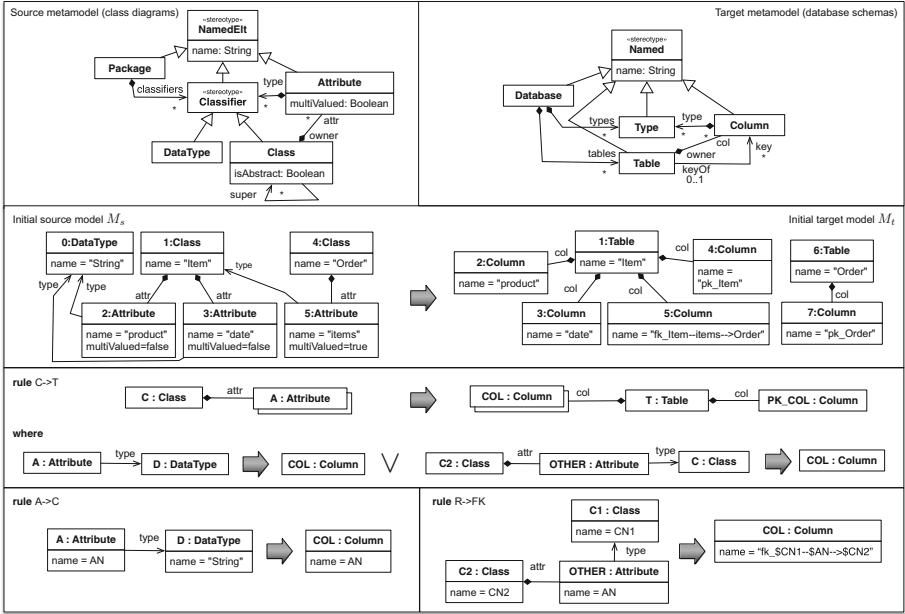 Source metamodel (class diagrams)
«stereotype»
NamedElt
name: String
Package
classifiers
*
«stereotype»
Classifier
type
*
Attribute
multiValued: Boolean
*
attr
owner
DataType
Class
isAbstract: Boolean
super
*
Target metamodel (database schemas)
«stereotype»
Named
name: String
Database
types
*
Type
type
*
*
Column
col
owner
key
*
tables
*
Table
keyOf
0..1
Initial source model Ms
0:DataType
name = "String"
1:Class
name = "Item"
4:Class
name = "Order"
type
type
type
attr
attr
attr
2:Attribute
name = "product"
multiValued=false
3:Attribute
name = "date"
multiValued=false
5:Attribute
name = "items"
multiValued=true
Initial target model Mt
2:Column
name = "product"
col
1:Table
name = "Item"
col
4:Column
name =
"pk_Item"
6:Table
name = "Order"
col
col
col
3:Column
name = "date"
5:Column
name = "fk_Item--items-->Order"
7:Column
name = "pk_Order"
rule C->T
C : Class
attr
A : Attribute
COL : Column
col
T : Table
col
PK_COL : Column
where
A : Attribute
type
D : DataType
COL : Column
∨
C2 : Class
attr
OTHER : Attribute
type
C : Class
COL : Column
rule A->C
A : Attribute
name = AN
type
D : DataType
name = "String"
COL : Column
name = AN
rule R->FK
C1 : Class
name = CN1
type
C2 : Class
name = CN2
attr
OTHER : Attribute
name = AN
COL : Column
name = "fk_$CN1--$AN-->$CN2"